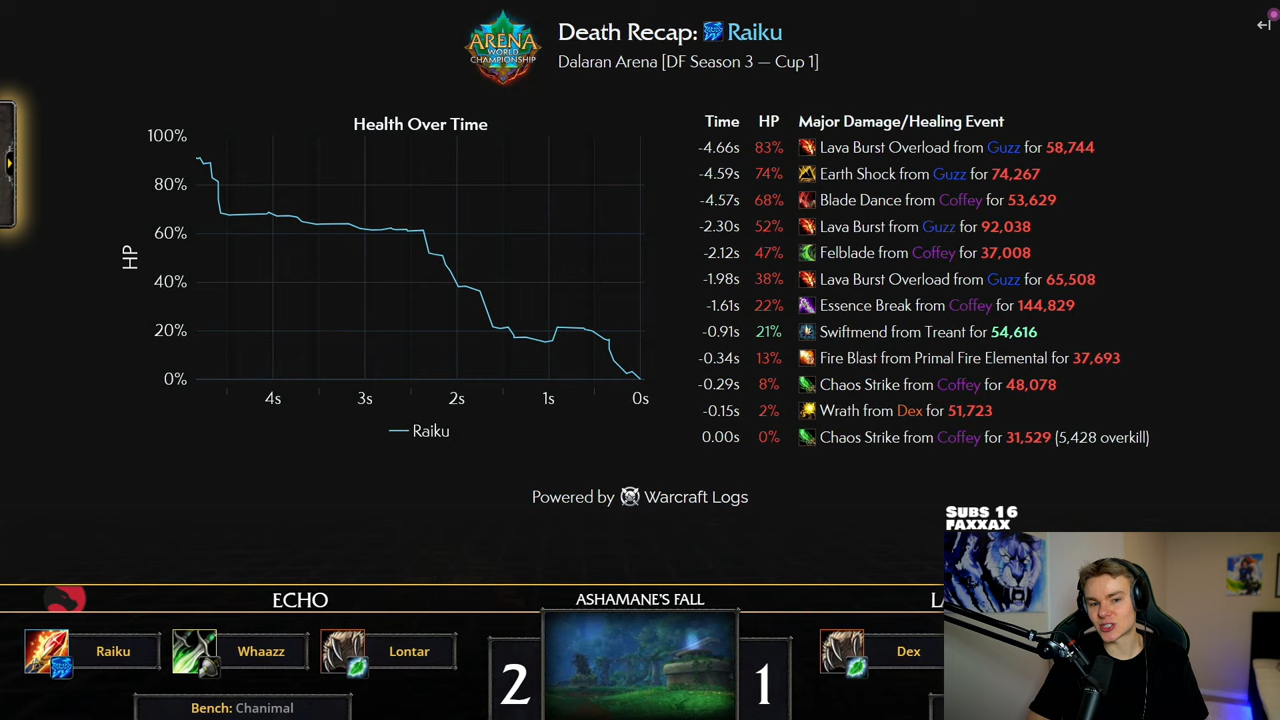 ARENA
WORLD
CHAMPIONSHIP
Death Recap: Raiku
Dalaran Arena [DF Season 3 — Cup 1]
Health Over Time
100%
80%
60%
40%
20%
0%
HP
4s 3s 2s 1s 0s
Raiku
Time HP Major Damage/Healing Event
-4.66s 83% Lava Burst Overload from Guzz for 58,744
-4.59s 74% Earth Shock from Guzz for 74,267
-4.57s 68% Blade Dance from Coffey for 53,629
-2.30s 52% Lava Burst from Guzz for 92,038
-2.12s 47% Felblade from Coffey for 37,008
-1.98s 38% Lava Burst Overload from Guzz for 65,508
-1.61s 22% Essence Break from Coffey for 144,829
-0.91s 21% Swiftmend from Treant for 54,616
-0.34s 13% Fire Blast from Primal Fire Elemental for 37,693
-0.29s 8% Chaos Strike from Coffey for 48,078
-0.15s 2% Wrath from Dex for 51,723
0.00s 0% Chaos Strike from Coffey for 31,529 (5,428 overkill)
Powered by Warcraft Logs
SUBS 16
FAXXAX
ECHO
ASHAMANE'S FALL
Raiku
Whaazz
Lontar
2
1
Dex
Bench: Chanimal